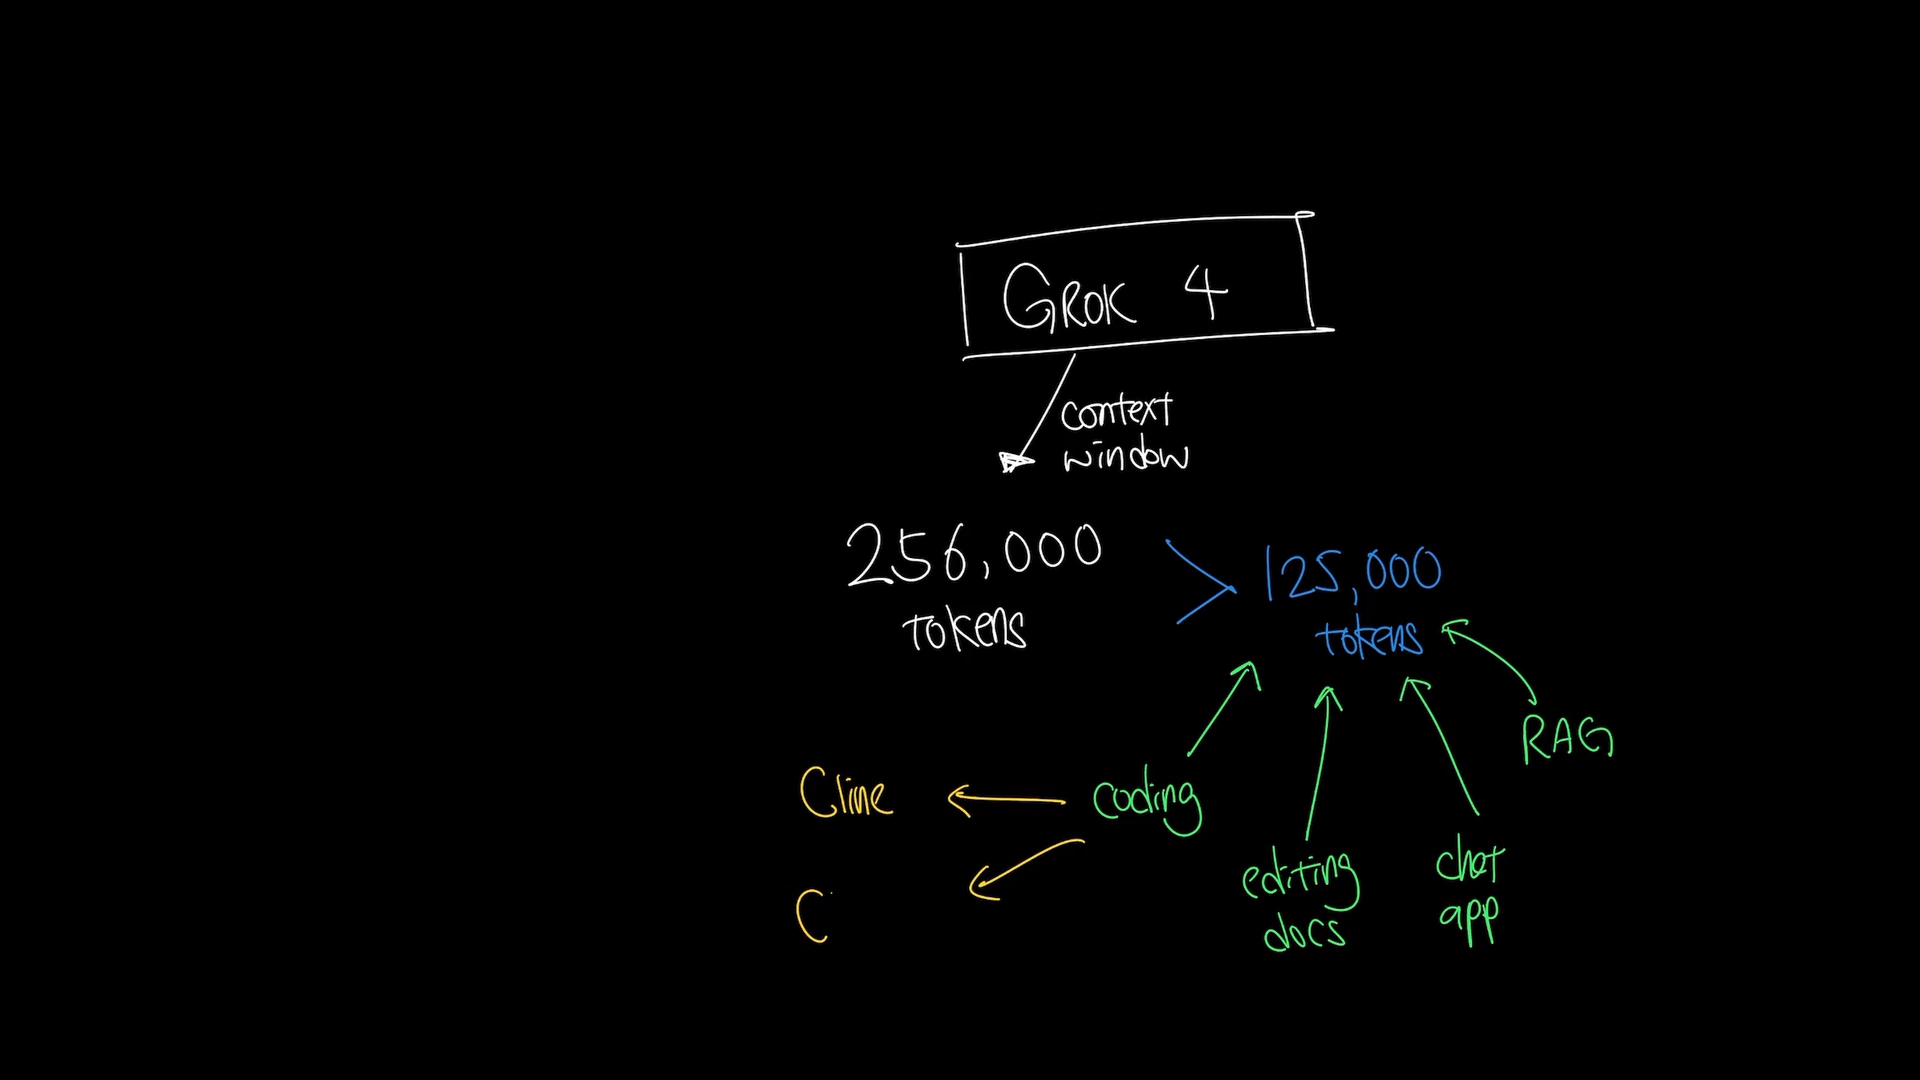 GROK 4
context
window
256,000
tokens
> 125,000
tokens
RAG
Cline
coding
editing
docs
chat
app
C